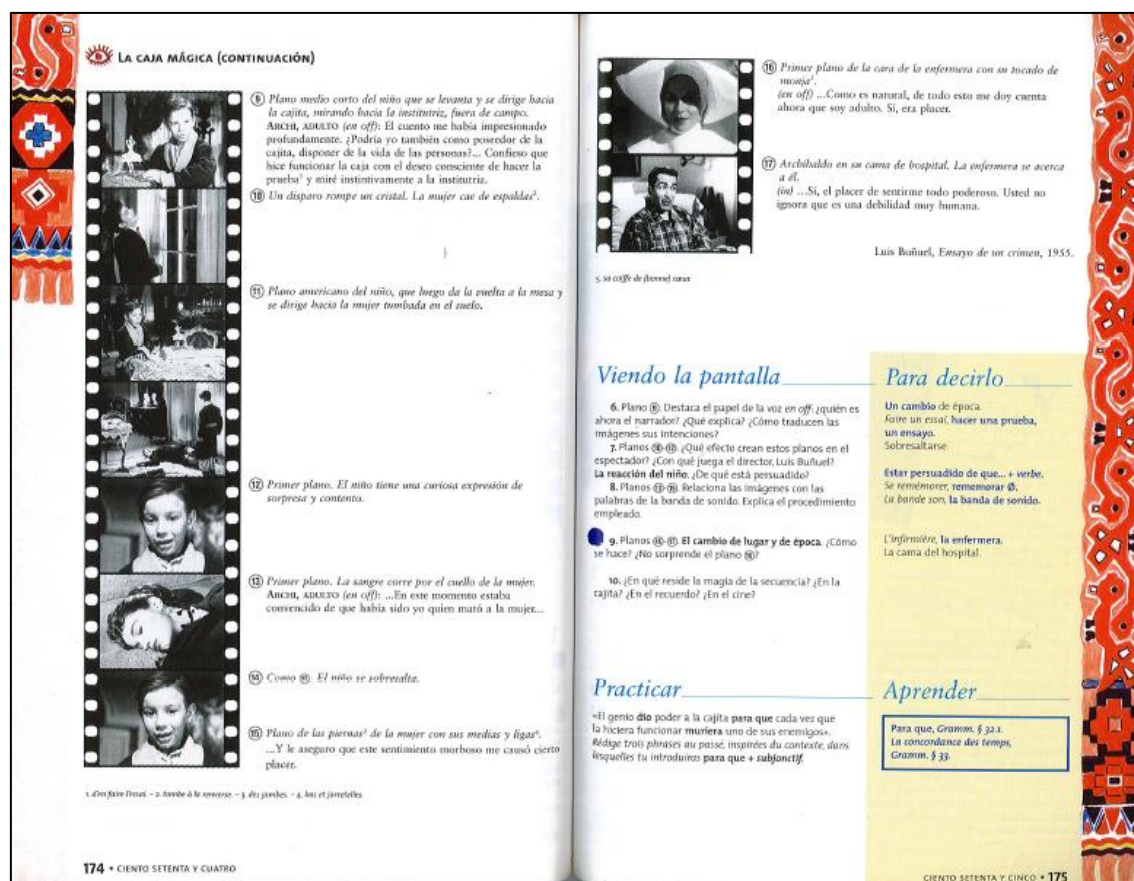 LA CAJA MÁGICA (CONTINUACIÓN)
⑨ Plano medio corto del niño que se levanta y se dirige hacia
la cajita, mirando hacia la institutriz, fuera de campo.
ARCHI, ADULTO (en off): El cuento me había impresionado
profundamente. ¿Podría yo también como poseedor de la
cajita, disponer de la vida de las personas?... Confieso que
hice funcionar la caja con el deseo consciente de hacer la
prueba¹ y miré instintivamente a la institutriz.
⑩ Un disparo rompe un cristal. La mujer cae de espaldas².
⑪ Plano americano del niño, que luego da la vuelta a la mesa y
se dirige hacia la mujer tumbada en el suelo.
⑫ Primer plano. El niño tiene una curiosa expresión de
sorpresa y contento.
⑬ Primer plano. La sangre corre por el cuello de la mujer.
ARCHI, ADULTO (en off): ...En este momento estaba
convencido de que había sido yo quien mató a la mujer...
⑭ Como El niño se sobresalta.
⑮ Plano de las piernas³ de la mujer con sus medias y ligas⁴.
...Y le aseguro que este sentimiento morboso me causó cierto
placer.
1. d'en faire l'essai. – 2. tombe à la renverse. – 3. des jambes. – 4. bas et jarretelles.
174 • CIENTO SETENTA Y CUATRO
⑯ Primer plano de la cara de la enfermera con su tocado de
monja⁵.
(en off) ...Como es natural, de todo esto me doy cuenta
ahora que soy adulto. Sí, era placer.
⑰ Archibaldo en su cama de hospital. La enfermera se acerca
a él.
(in) ...Sí, el placer de sentirme todo poderoso. Usted no
ignora que es una debilidad muy humana.
Luis Buñuel, Ensayo de un crimen, 1955.
5. sa coiffe de (bonne) sœur
Viendo la pantalla
6. Plano ⑨. Destaca el papel de la voz en off: ¿quién es
ahora el narrador? ¿Qué explica? ¿Cómo traducen las
imágenes sus intenciones?
7. Planos ⑩-⑫. ¿Qué efecto crean estos planos en el
espectador? ¿Con qué juega el director, Luis Buñuel?
La reacción del niño. ¿De qué está persuadido?
8. Planos Relaciona las imágenes con las
palabras de la banda de sonido. Explica el procedimiento
empleado.
9. Planos ⑯-⑰. El cambio de lugar y de época. ¿Cómo
se hace? ¿No sorprende el plano ⑯?
10. ¿En qué reside la magia de la secuencia? ¿En la
cajita? ¿En el recuerdo? ¿En el cine?
Practicar
«El genio dio poder a la cajita para que cada vez que
la hiciera funcionar muriera uno de sus enemigos».
Rédige trois phrases au passé, inspirées du contexte, dans
lesquelles tu introduiras para que + subjonctif.
Para decirlo
Un cambio de época.
Faire un essai, hacer una prueba,
un ensayo.
Sobresaltarse.
Estar persuadido de que... + verbe.
Se remémorer, rememorar Ø.
La bande son, la banda de sonido.
L'infirmière, la enfermera.
La cama del hospital.
Aprender
Para que, Gramm. § 32.1.
La concordance des temps,
Gramm. § 33.
CIENTO SETENTA Y CINCO • 175